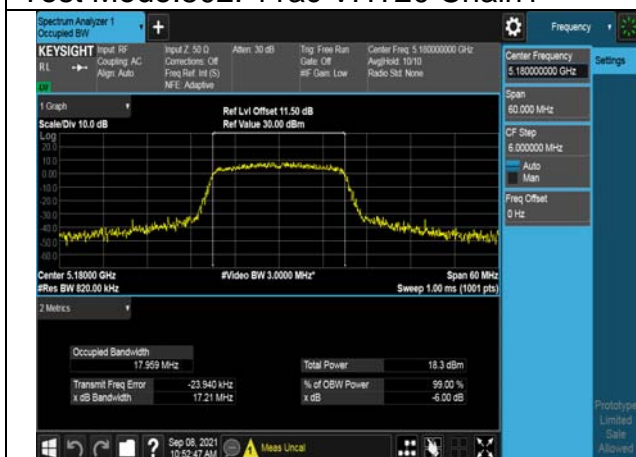 Spectrum Analyzer 1
Occupied BW
Frequency
KEYSIGHT
RL
Input: RF
Coupling: AC
Align: Auto
Input Z: 50 Ω
Corrections: Off
Freq Ref: Int (S)
NFE: Adaptive
Atten: 30 dB
Trig: Free Run
Gate: Off
#IF Gain: Low
Center Freq: 5.180000000 GHz
Avg|Hold: 10/10
Radio Std: None
1 Graph
Scale/Div 10.0 dB
Ref Lvl Offset 11.50 dB
Ref Value 30.00 dBm
Log
20.0
10.0
0.00
-10.0
-20.0
-30.0
-40.0
-50.0
-60.0
Center 5.18000 GHz
#Res BW 820.00 kHz
#Video BW 3.0000 MHz*
Span 60 MHz
Sweep 1.00 ms (1001 pts)
2 Metrics
Occupied Bandwidth
17.959 MHz
Total Power
18.3 dBm
Transmit Freq Error
-23.940 kHz
% of OBW Power
99.00 %
x dB Bandwidth
17.21 MHz
x dB
-6.00 dB
Sep 08, 2021
10:52:47 AM
Meas Uncal
Center Frequency
5.180000000 GHz
Settings
Span
60.000 MHz
CF Step
6.000000 MHz
Auto
Man
Freq Offset
0 Hz
Prototype
Limited
Sale
Allowed